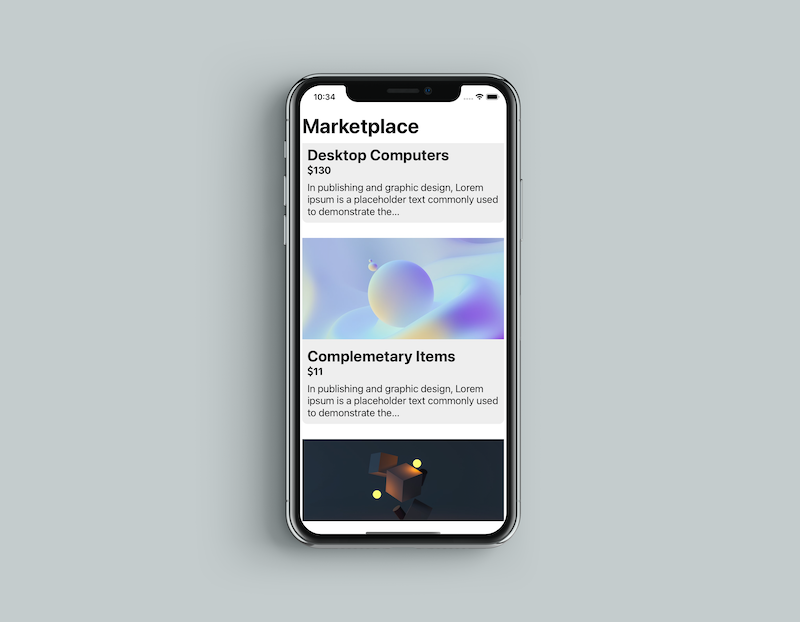 10:34
Marketplace
Desktop Computers
$130
In publishing and graphic design, Lorem
ipsum is a placeholder text commonly used
to demonstrate the...
Complemetary Items
$11
In publishing and graphic design, Lorem
ipsum is a placeholder text commonly used
to demonstrate the...